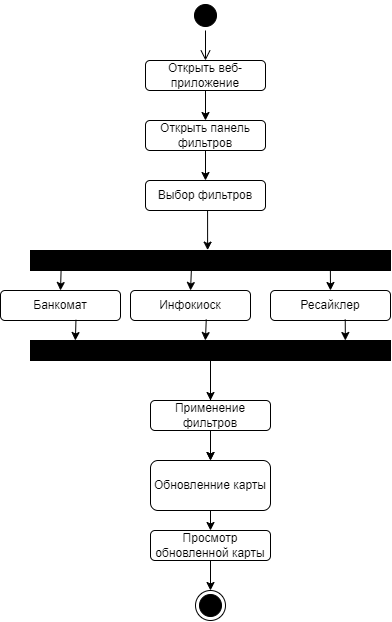 Открыть веб-
приложение
Открыть панель
фильтров
Выбор фильтров
Банкомат
Инфокиоск
Ресайклер
Применение
фильтров
Обновленние карты
Просмотр
обновленной карты